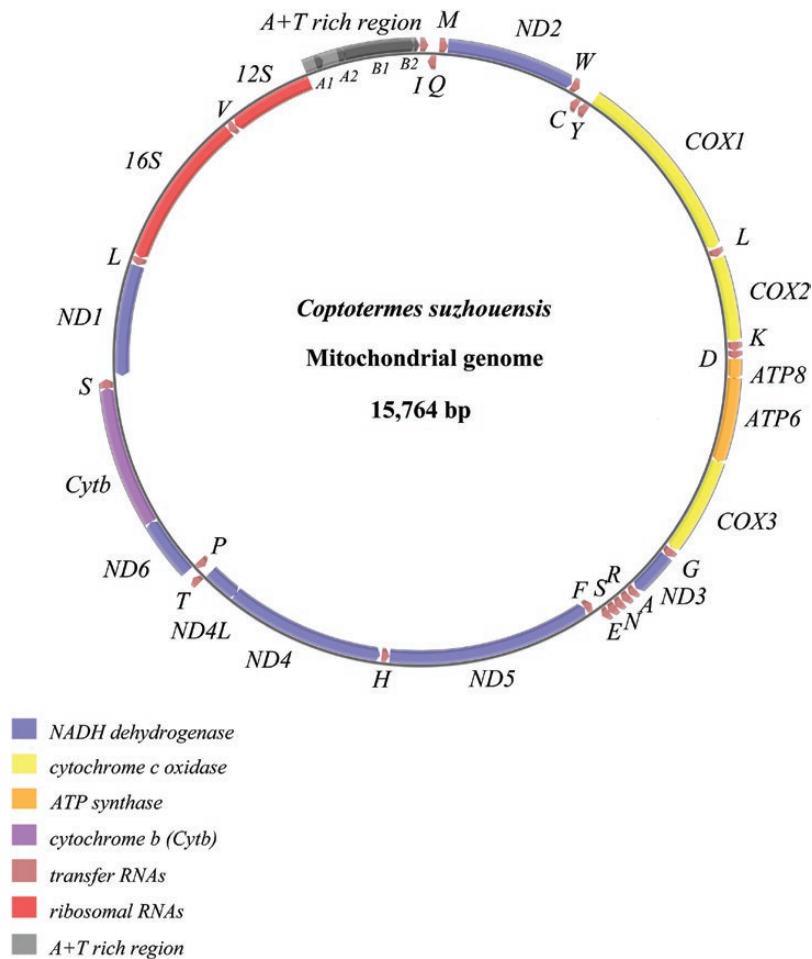 A+T rich region
A1
A2
B1
B2
I
Q
M
ND2
W
C
Y
COX1
L
COX2
K
D
ATP8
ATP6
COX3
G
ND3
A
R
N
S
E
F
ND5
H
ND4
ND4L
P
T
ND6
Cytb
S
ND1
L
16S
V
12S
Coptotermes suzhouensis
Mitochondrial genome
15,764 bp
NADH dehydrogenase
cytochrome c oxidase
ATP synthase
cytochrome b (Cytb)
transfer RNAs
ribosomal RNAs
A+T rich region